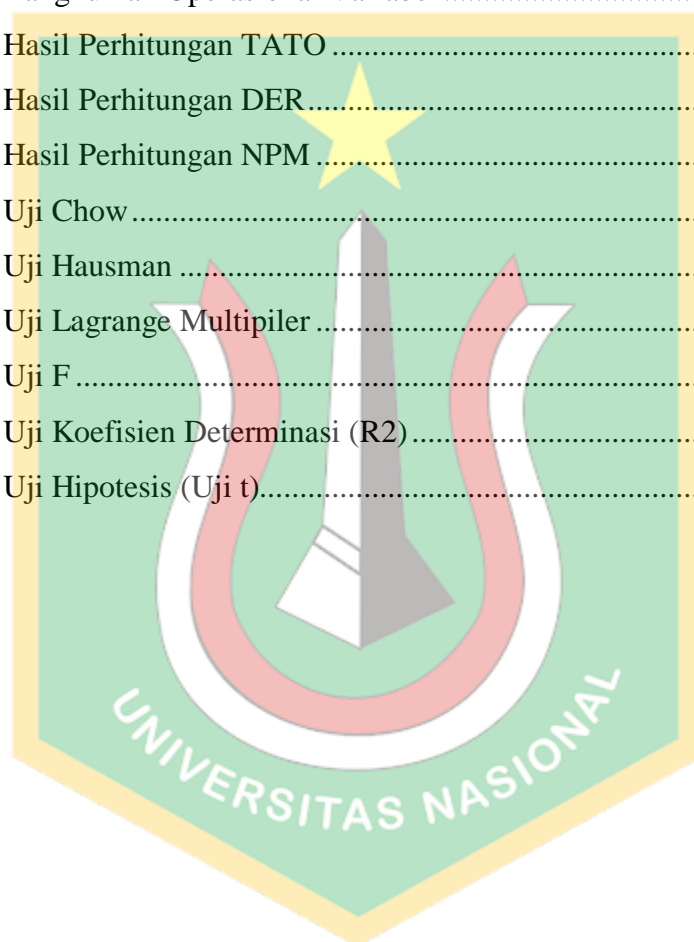 Hasil Perhitungan TATO
Hasil Perhitungan DER
Hasil Perhitungan NPM
Uji Chow
Uji Hausman
Uji Lagrange Multipiler
Uji F
Uji Koefisien Determinasi (R2)
Uji Hipotesis (Uji t)
UNIVERSITAS NASIONAL